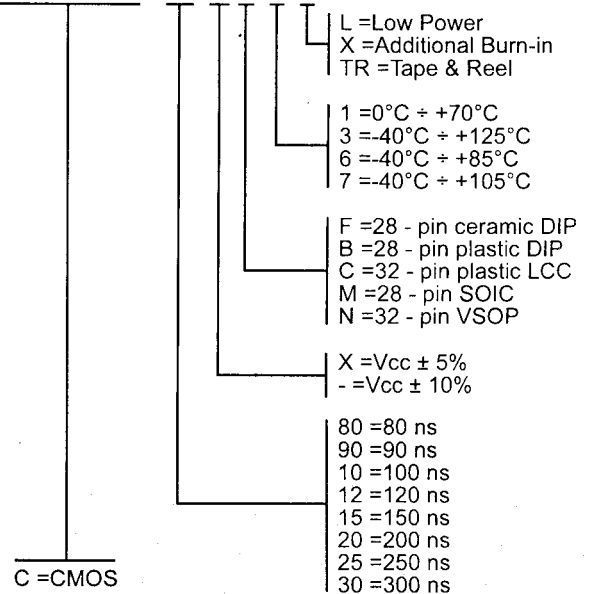 L =Low Power
X =Additional Burn-in
TR =Tape & Reel
1 =0°C ÷ +70°C
3 =-40°C ÷ +125°C
6 =-40°C ÷ +85°C
7 =-40°C ÷ +105°C
F =28 - pin ceramic DIP
B =28 - pin plastic DIP
C =32 - pin plastic LCC
M =28 - pin SOIC
N =32 - pin VSOP
X =Vcc ± 5%
- =Vcc ± 10%
80 =80 ns
90 =90 ns
10 =100 ns
12 =120 ns
15 =150 ns
20 =200 ns
25 =250 ns
30 =300 ns
C =CMOS